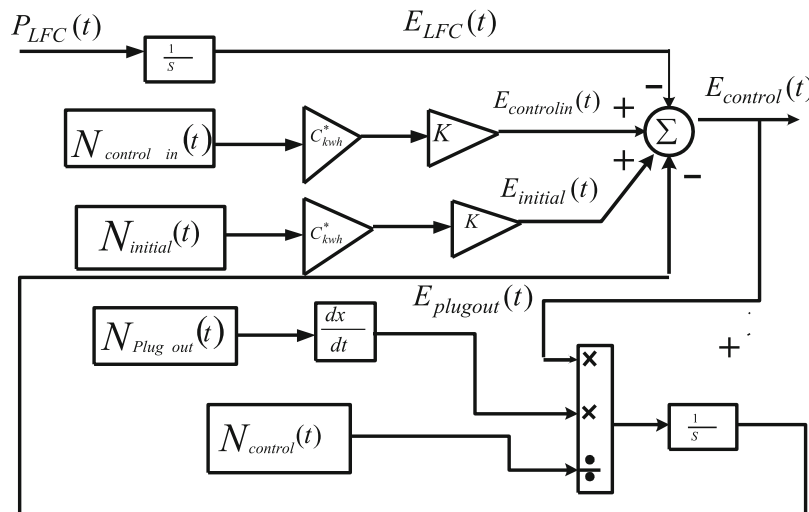 P_LFC(t)
E_LFC(t)
1/s
E_control(t)
−
N_control in(t)
C*_kwh
K
E_controlin(t)
+
Σ
+
−
N_initial(t)
C*_kwh
K
E_initial(t)
E_plugout(t)
N_Plug out(t)
dx/dt
+
×
×
÷
N_control(t)
1/s